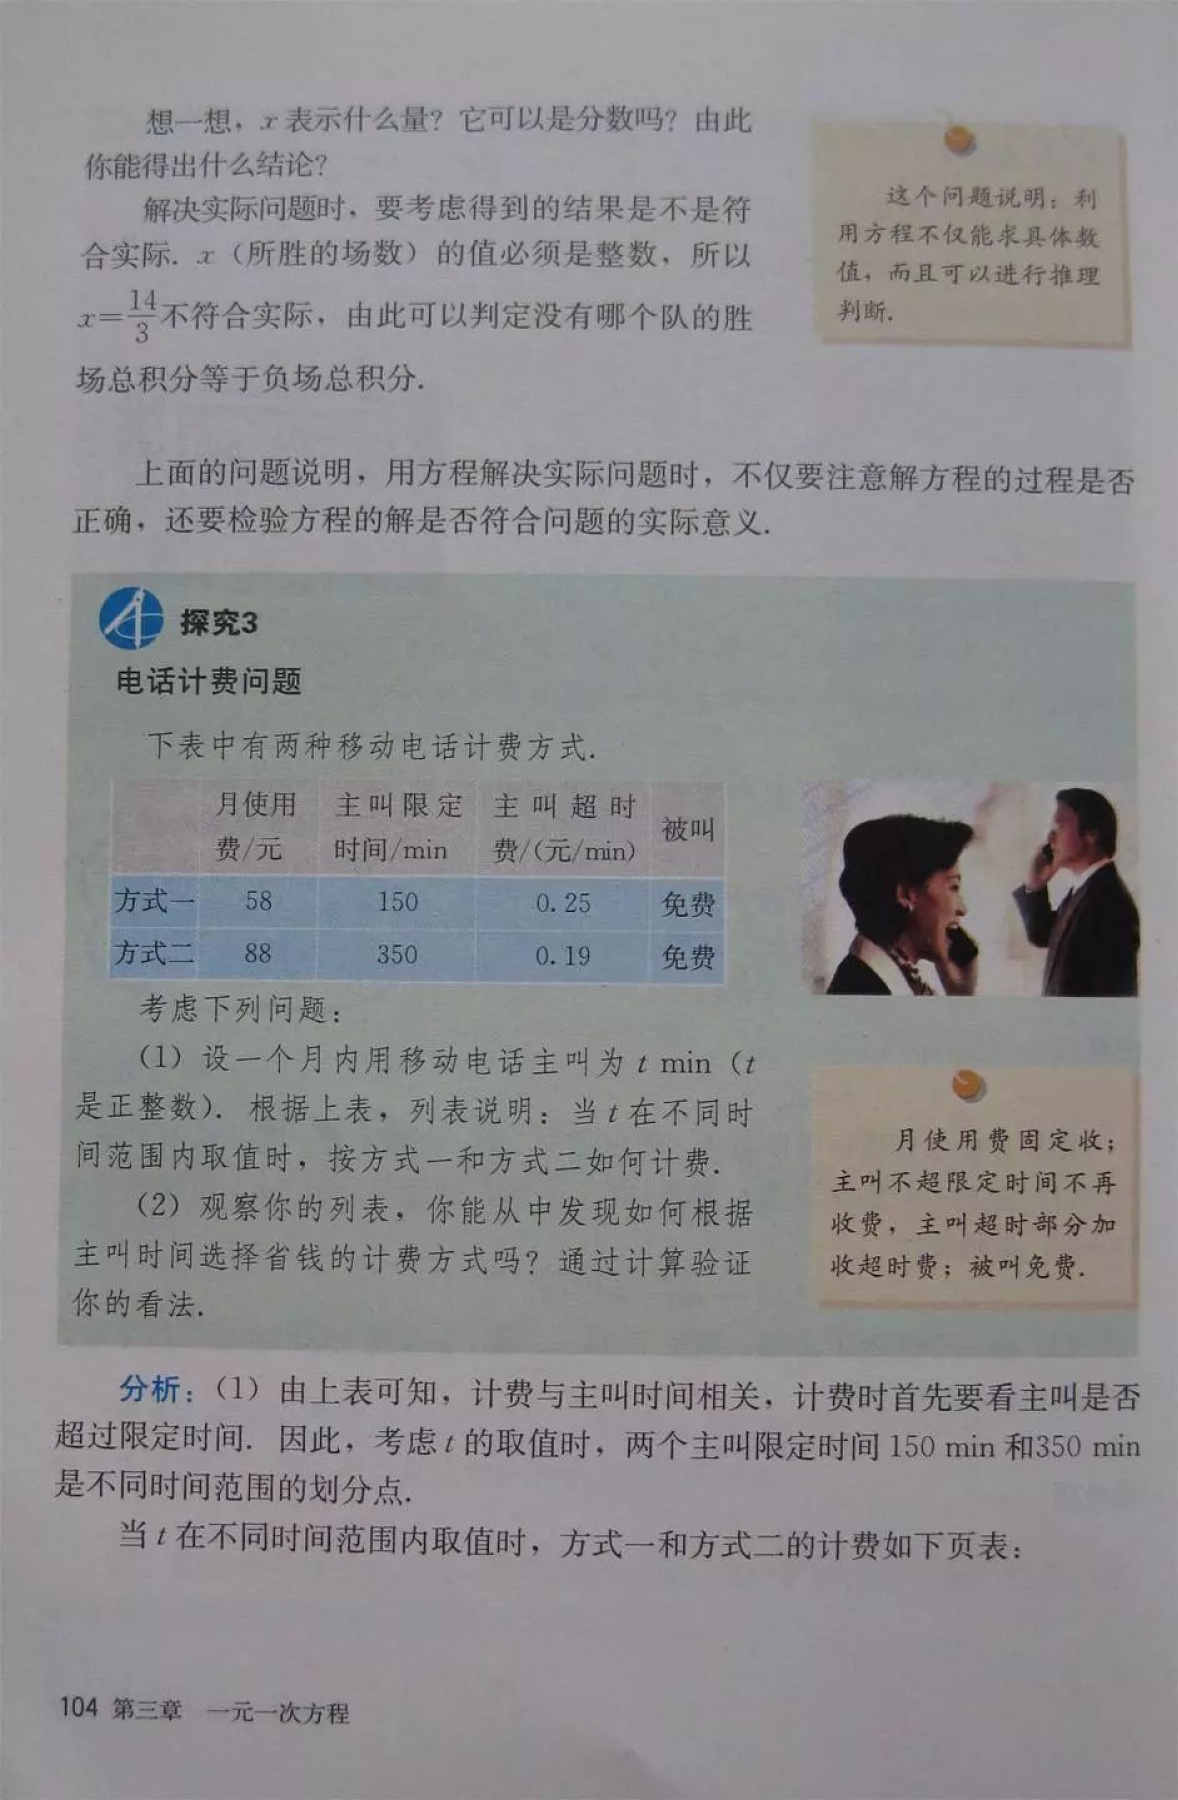 想一想，x 表示什么量？它可以是分数吗？由此
你能得出什么结论？
解决实际问题时，要考虑得到的结果是不是符
合实际. x（所胜的场数）的值必须是整数，所以
x=14/3不符合实际，由此可以判定没有哪个队的胜
场总积分等于负场总积分.
这个问题说明：利
用方程不仅能求具体数
值，而且可以进行推理
判断.
上面的问题说明，用方程解决实际问题时，不仅要注意解方程的过程是否
正确，还要检验方程的解是否符合问题的实际意义.
探究3
电话计费问题
下表中有两种移动电话计费方式.
月使用费/元 主叫限定时间/min 主叫超时费/(元/min) 被叫
方式一 58 150 0.25 免费
方式二 88 350 0.19 免费
考虑下列问题：
（1）设一个月内用移动电话主叫为 t min（t
是正整数）. 根据上表，列表说明：当 t 在不同时
间范围内取值时，按方式一和方式二如何计费.
（2）观察你的列表，你能从中发现如何根据
主叫时间选择省钱的计费方式吗？通过计算验证
你的看法.
月使用费固定收；
主叫不超限定时间不再
收费，主叫超时部分加
收超时费；被叫免费.
分析：（1）由上表可知，计费与主叫时间相关，计费时首先要看主叫是否
超过限定时间. 因此，考虑 t 的取值时，两个主叫限定时间 150 min 和350 min
是不同时间范围的划分点.
当 t 在不同时间范围内取值时，方式一和方式二的计费如下页表：
104 第三章 一元一次方程